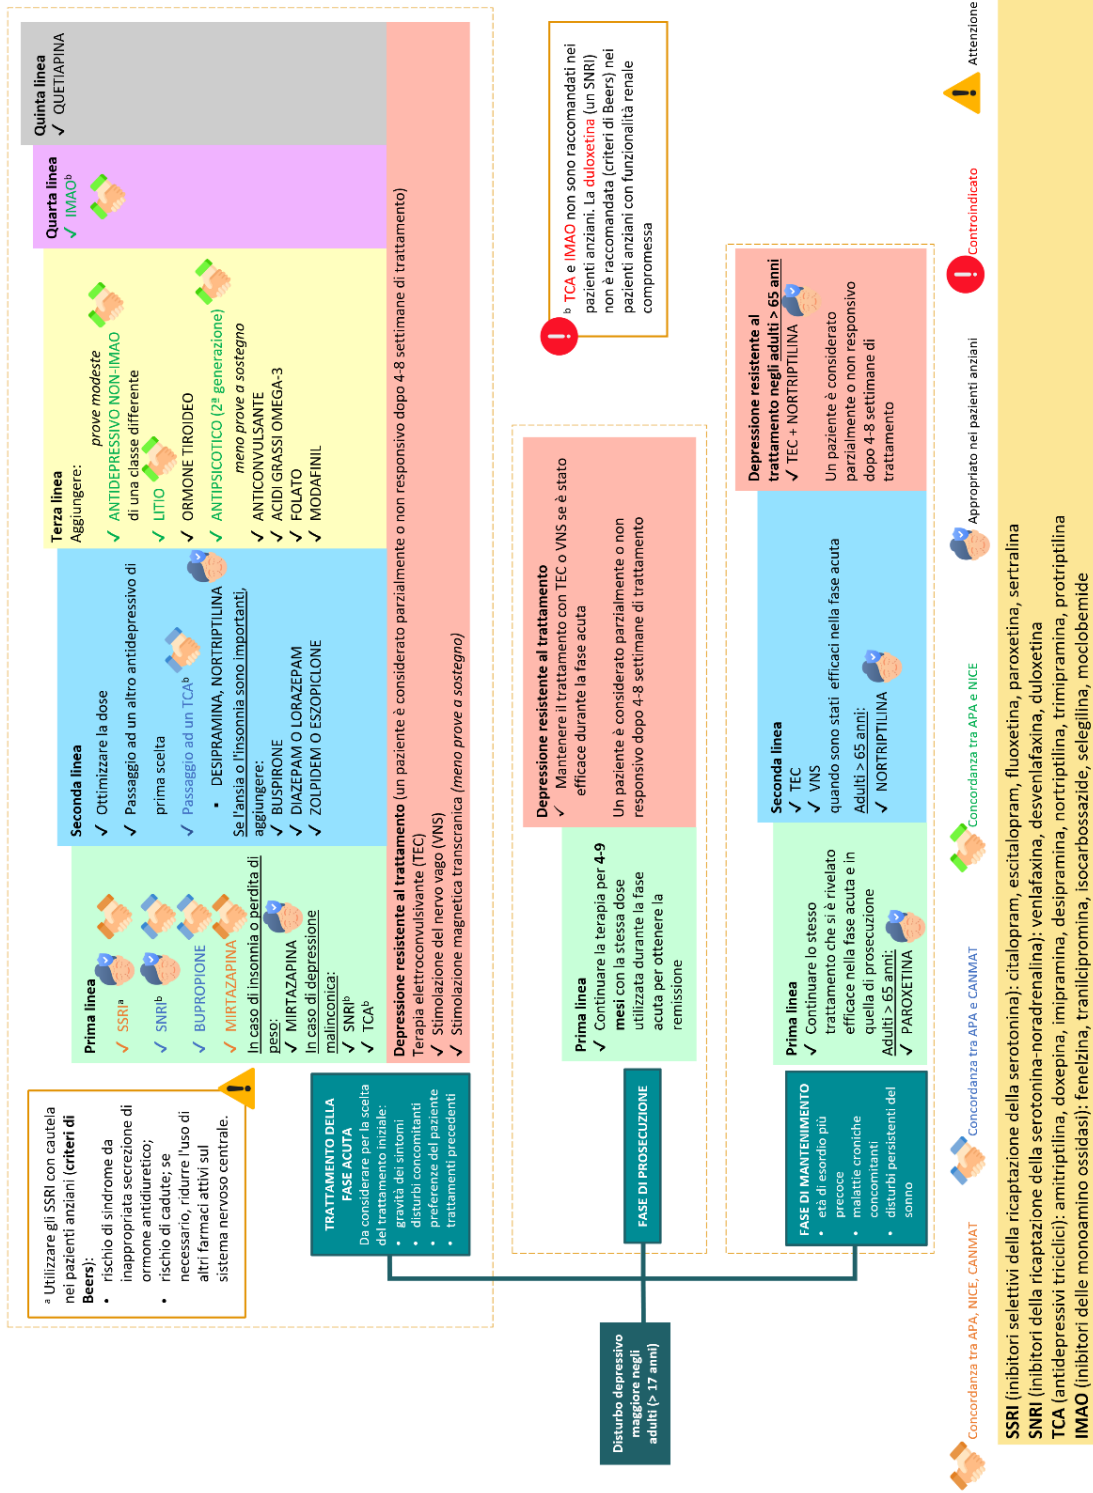 ᵃ Utilizzare gli SSRI con cautela
nei pazienti anziani (criteri di
Beers):
• rischio di sindrome da
inappropriata secrezione di
ormone antidiuretico;
• rischio di cadute; se
necessario, ridurre l'uso di
altri farmaci attivi sul
sistema nervoso centrale.
Disturbo depressivo
maggiore negli
adulti (> 17 anni)
TRATTAMENTO DELLA
FASE ACUTA
Da considerare per la scelta
del trattamento iniziale:
• gravità dei sintomi
• disturbi concomitanti
• preferenze del paziente
• trattamenti precedenti
Prima linea
✓ SSRIᵃ
✓ SNRIᵇ
✓ BUPROPIONE
✓ MIRTAZAPINA
In caso di insonnia o perdita di
peso:
✓ MIRTAZAPINA
In caso di depressione
malinconica:
✓ SNRIᵇ
✓ TCAᵇ
Seconda linea
✓ Ottimizzare la dose
✓ Passaggio ad un altro antidepressivo di
prima scelta
✓ Passaggio ad un TCAᵇ
▪ DESIPRAMINA, NORTRIPTILINA
Se l'ansia o l'insonnia sono importanti,
aggiungere:
✓ BUSPIRONE
✓ DIAZEPAM O LORAZEPAM
✓ ZOLPIDEM O ESZOPICLONE
Terza linea
Aggiungere:
prove modeste
✓ ANTIDEPRESSIVO NON-IMAO
di una classe differente
✓ LITIO
✓ ORMONE TIROIDEO
✓ ANTIPSICOTICO (2ª generazione)
meno prove a sostegno
✓ ANTICONVULSANTE
✓ ACIDI GRASSI OMEGA-3
✓ FOLATO
✓ MODAFINIL
Quarta linea
✓ IMAOᵇ
Quinta linea
✓ QUETIAPINA
Depressione resistente al trattamento (un paziente è considerato parzialmente o non responsivo dopo 4-8 settimane di trattamento)
Terapia elettroconvulsivante (TEC)
✓ Stimolazione del nervo vago (VNS)
✓ Stimolazione magnetica transcranica (meno prove a sostegno)
FASE DI PROSECUZIONE
Prima linea
✓ Continuare la terapia per 4-9
mesi con la stessa dose
utilizzata durante la fase
acuta per ottenere la
remissione
Depressione resistente al trattamento
✓ Mantenere il trattamento con TEC o VNS se è stato
efficace durante la fase acuta
Un paziente è considerato parzialmente o non
responsivo dopo 4-8 settimane di trattamento
ᵇ TCA e IMAO non sono raccomandati nei
pazienti anziani. La duloxetina (un SNRI)
non è raccomandata (criteri di Beers) nei
pazienti anziani con funzionalità renale
compromessa
FASE DI MANTENIMENTO
• età di esordio più
precoce
• malattie croniche
concomitanti
• disturbi persistenti del
sonno
Prima linea
✓ Continuare lo stesso
trattamento che si è rivelato
efficace nella fase acuta e in
quella di prosecuzione
Adulti > 65 anni:
✓ PAROXETINA
Seconda linea
✓ TEC
✓ VNS
quando sono stati efficaci nella fase acuta
Adulti > 65 anni:
✓ NORTRIPTILINA
Depressione resistente al
trattamento negli adulti > 65 anni
✓ TEC + NORTRIPTILINA
Un paziente è considerato
parzialmente o non responsivo
dopo 4-8 settimane di
trattamento
Concordanza tra APA, NICE, CANMAT
Concordanza tra APA e CANMAT
Concordanza tra APA e NICE
Appropriato nei pazienti anziani
Controindicato
Attenzione
SSRI (inibitori selettivi della ricaptazione della serotonina): citalopram, escitalopram, fluoxetina, paroxetina, sertralina
SNRI (inibitori della ricaptazione della serotonina-noradrenalina): venlafaxina, desvenlafaxina, duloxetina
TCA (antidepressivi triciclici): amitriptilina, doxepina, imipramina, desipramina, nortriptilina, trimipramina, protriptilina
IMAO (inibitori delle monoamino ossidasi): fenelzina, tranilcipromina, isocarbossazide, selegilina, moclobemide